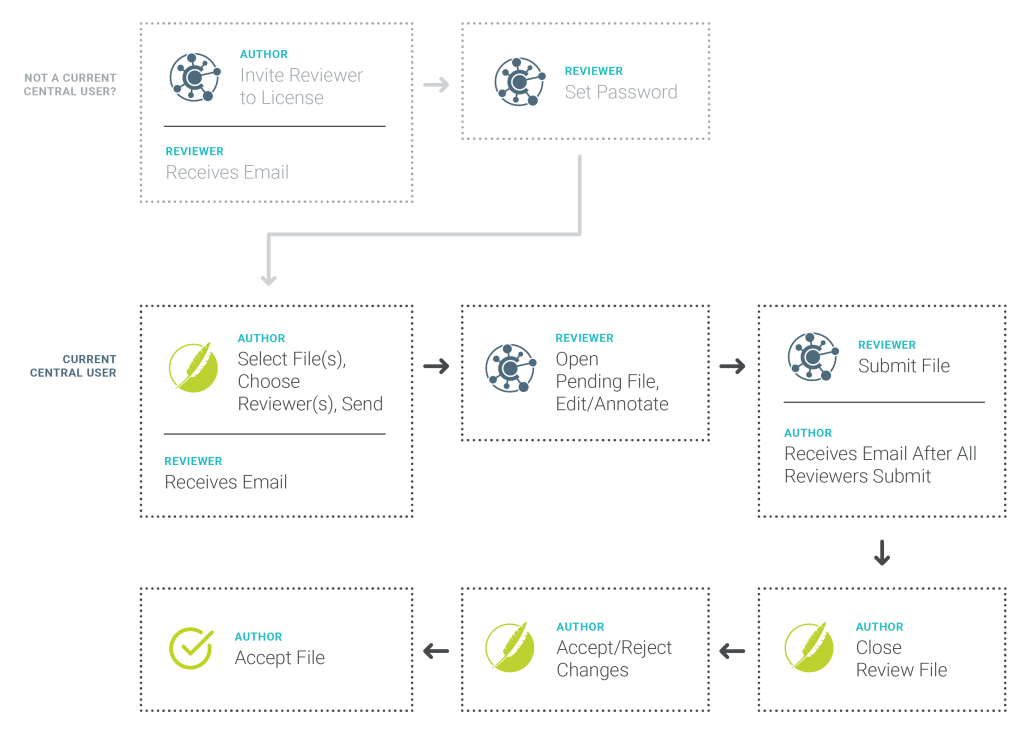 NOT A CURRENT
CENTRAL USER?
AUTHOR
Invite Reviewer
to License
REVIEWER
Receives Email
REVIEWER
Set Password
CURRENT
CENTRAL USER
AUTHOR
Select File(s),
Choose
Reviewer(s), Send
REVIEWER
Receives Email
REVIEWER
Open
Pending File,
Edit/Annotate
REVIEWER
Submit File
AUTHOR
Receives Email After All
Reviewers Submit
AUTHOR
Close
Review File
AUTHOR
Accept/Reject
Changes
AUTHOR
Accept File